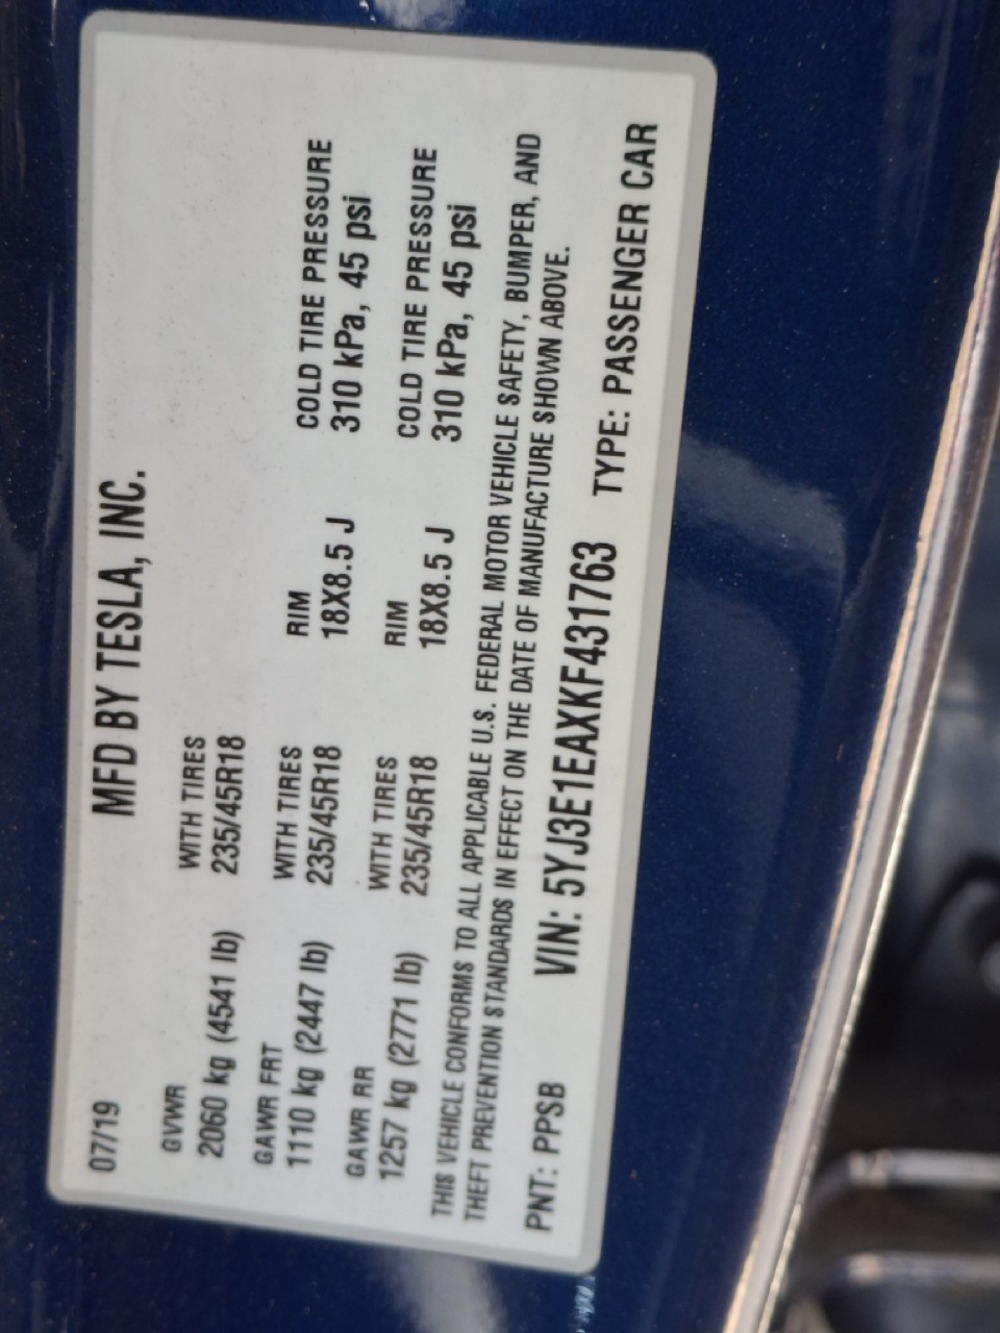 07/19 MFD BY TESLA, INC.
GVWR WITH TIRES
2060 kg (4541 lb) 235/45R18
GAWR FRT WITH TIRES RIM COLD TIRE PRESSURE
1110 kg (2447 lb) 235/45R18 18X8.5 J 310 kPa, 45 psi
GAWR RR WITH TIRES RIM COLD TIRE PRESSURE
1257 kg (2771 lb) 235/45R18 18X8.5 J 310 kPa, 45 psi
THIS VEHICLE CONFORMS TO ALL APPLICABLE U.S. FEDERAL MOTOR VEHICLE SAFETY, BUMPER, AND
THEFT PREVENTION STANDARDS IN EFFECT ON THE DATE OF MANUFACTURE SHOWN ABOVE.
PNT: PPSB VIN: 5YJ3E1EAXKF431763 TYPE: PASSENGER CAR